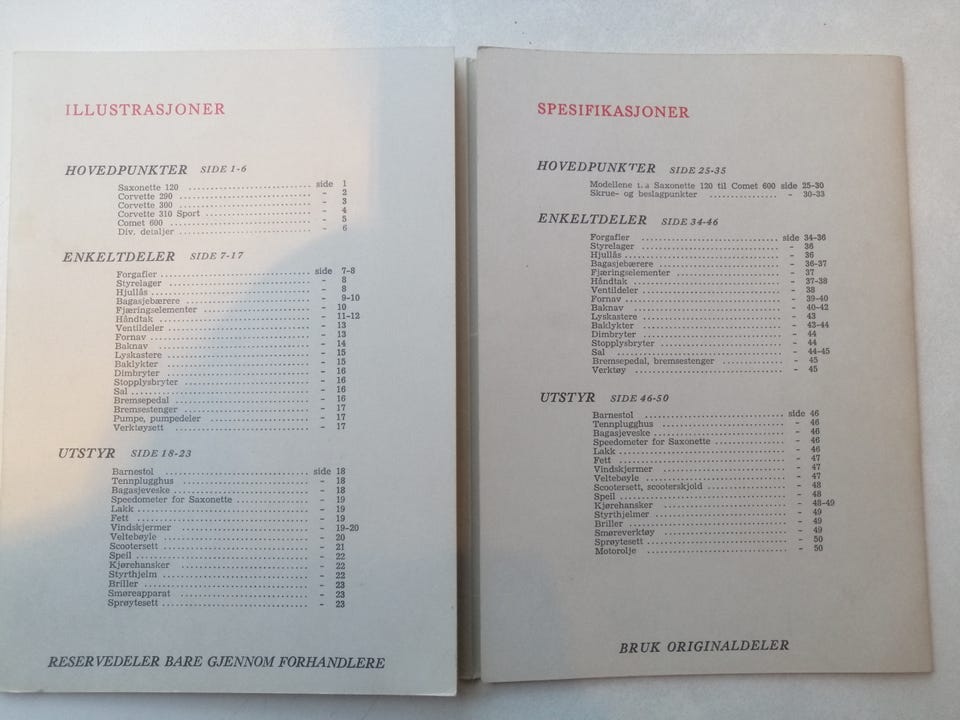 ILLUSTRASJONER
HOVEDPUNKTER SIDE 1-6
Saxonette 120 ............................ side 1
Corvette 290 ............................ - 2
Corvette 300 ............................ - 3
Corvette 310 Sport ....................... - 4
Comet 600 ............................... - 5
Div. detaljer ............................. - 6
ENKELTDELER SIDE 7-17
Forgafler ................................ side 7-8
Styrelager ............................... - 8
Hjullås .................................. - 8
Bagasjebærere ........................... - 9-10
Fjæringselementer ........................ - 10
Håndtak ................................. - 11-12
Ventildeler ............................... - 13
Fornav .................................. - 13
Baknav .................................. - 14
Lyskastere ............................... - 15
Baklykter ................................ - 15
Dimbryter ............................... - 16
Stopplysbryter ........................... - 16
Sal ...................................... - 16
Bremsepedal ............................. - 16
Bremsestenger ........................... - 17
Pumpe, pumpedeler ....................... - 17
Verktøysett .............................. - 17
UTSTYR SIDE 18-23
Barnestol ................................ side 18
Tennplugghus ............................ - 18
Bagasjeveske ............................. - 18
Speedometer for Saxonette ................ - 19
Lakk .................................... - 19
Fett ..................................... - 19
Vindskjermer ............................. - 19-20
Veltebøyle ............................... - 20
Scootersett ............................... - 21
Speil .................................... - 22
Kjørehansker ............................. - 22
Styrthjelm ............................... - 22
Briller ................................... - 23
Smøreapparat ............................ - 23
Sprøytesett ............................... - 23
RESERVEDELER BARE GJENNOM FORHANDLERE
SPESIFIKASJONER
HOVEDPUNKTER SIDE 25-35
Modellene Saxonette 120 til Comet 600 side 25-30
Skrue- og beslagpunkter ................ - 30-33
ENKELTDELER SIDE 34-46
Forgafler ................................ side 34-36
Styrelager ............................... - 36
Hjullås .................................. - 36
Bagasjebærere ........................... - 36-37
Fjæringselementer ........................ - 37
Håndtak ................................. - 37-38
Ventildeler ............................... - 38
Fornav .................................. - 39-40
Baknav .................................. - 40-42
Lyskastere ............................... - 43
Baklykter ................................ - 43-44
Dimbryter ............................... - 44
Stopplysbryter ........................... - 44
Sal ...................................... - 44-45
Bremsepedal, bremsestenger ............... - 45
Verktøy ................................. - 45
UTSTYR SIDE 46-50
Barnestol ................................ side 46
Tennplugghus ............................ - 46
Bagasjeveske ............................. - 46
Speedometer for Saxonette ................ - 46
Lakk .................................... - 46
Fett ..................................... - 47
Vindskjermer ............................. - 47
Veltebøyle ............................... - 47
Scootersett, scooterskjold ................. - 48
Speil .................................... - 48
Kjørehansker ............................. - 48-49
Styrthjelmer ............................. - 49
Briller ................................... - 49
Smøreverktøy ............................ - 49
Sprøytesett ............................... - 50
Motorolje ................................ - 50
BRUK ORIGINALDELER